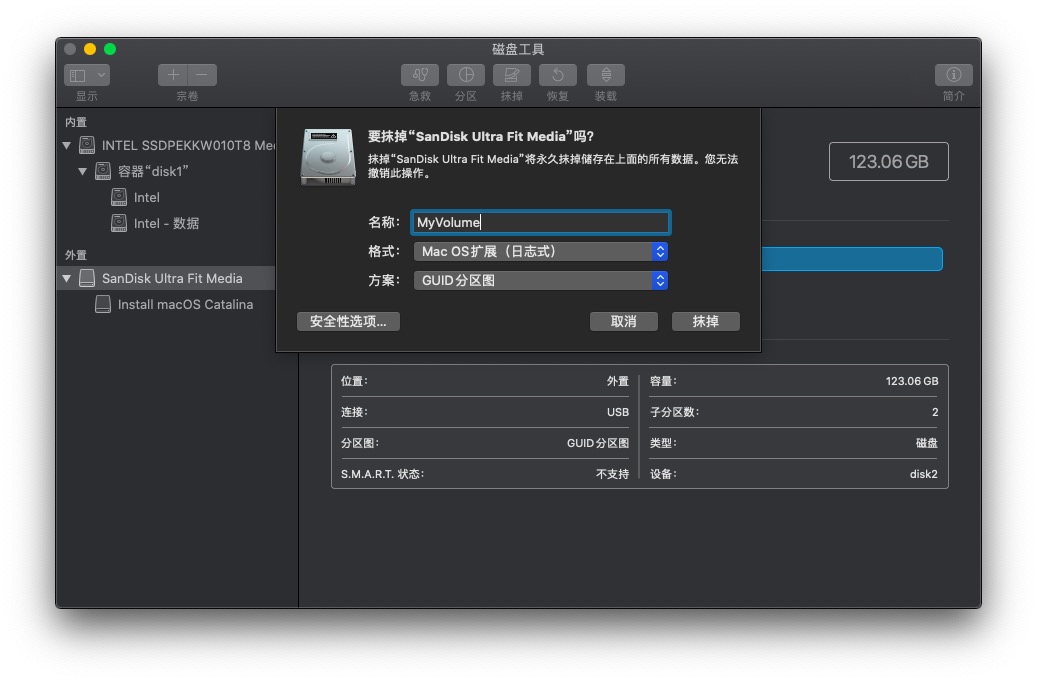 磁盘工具
显示
宗卷
急救
分区
抹掉
恢复
装载
简介
内置
INTEL SSDPEKKW010T8 Me
容器“disk1”
Intel
Intel - 数据
外置
SanDisk Ultra Fit Media
Install macOS Catalina
要抹掉“SanDisk Ultra Fit Media”吗?
抹掉“SanDisk Ultra Fit Media”将永久抹掉储存在上面的所有数据。您无法
撤销此操作。
名称: MyVolume
格式: Mac OS扩展（日志式）
方案: GUID分区图
安全性选项... 取消 抹掉
123.06 GB
位置: 外置
连接: USB
分区图: GUID分区图
S.M.A.R.T. 状态: 不支持
容量: 123.06 GB
子分区数: 2
类型: 磁盘
设备: disk2